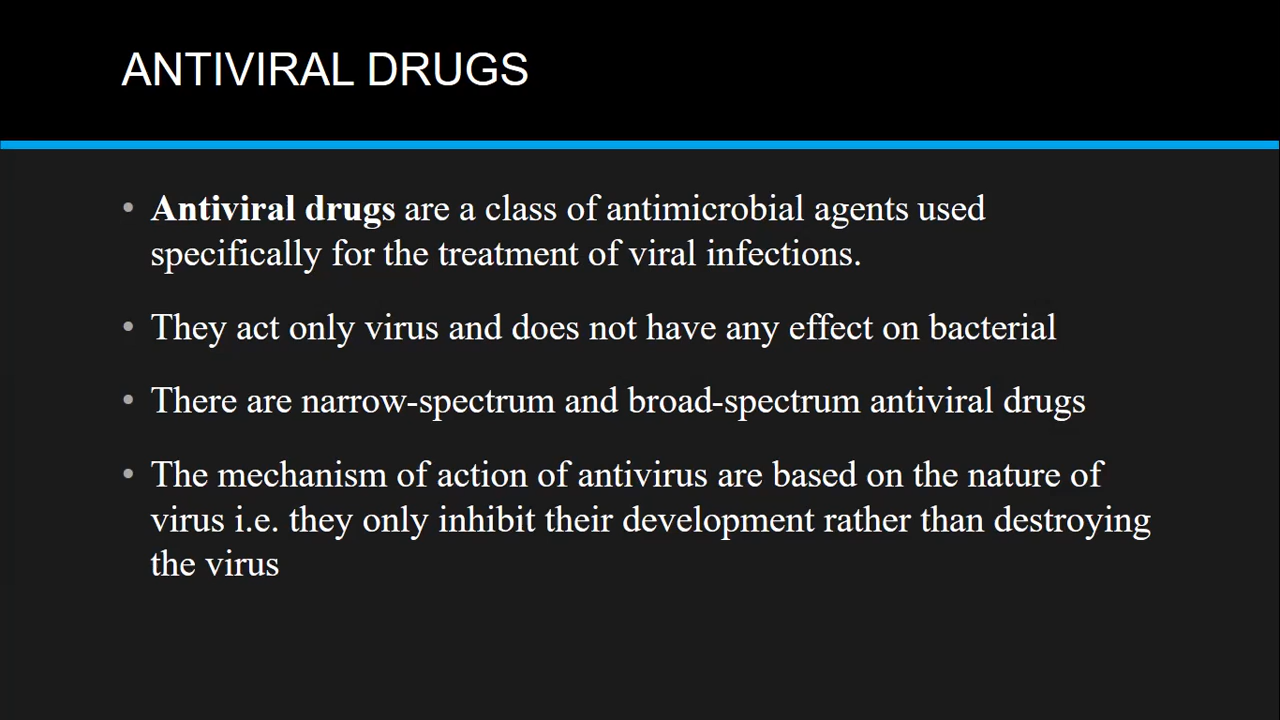 ANTIVIRAL DRUGS
• Antiviral drugs are a class of antimicrobial agents used
specifically for the treatment of viral infections.
• They act only virus and does not have any effect on bacterial
• There are narrow-spectrum and broad-spectrum antiviral drugs
• The mechanism of action of antivirus are based on the nature of
virus i.e. they only inhibit their development rather than destroying
the virus